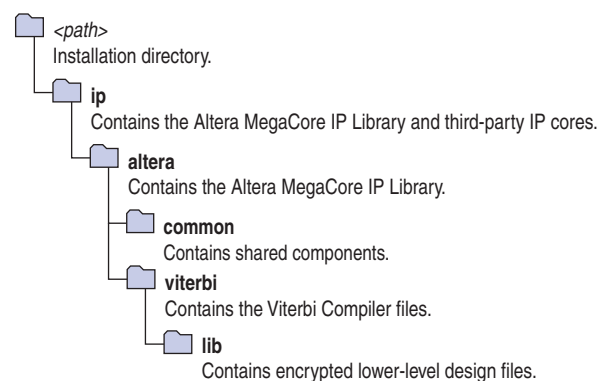 <path>
Installation directory.
ip
Contains the Altera MegaCore IP Library and third-party IP cores.
altera
Contains the Altera MegaCore IP Library.
common
Contains shared components.
viterbi
Contains the Viterbi Compiler files.
lib
Contains encrypted lower-level design files.